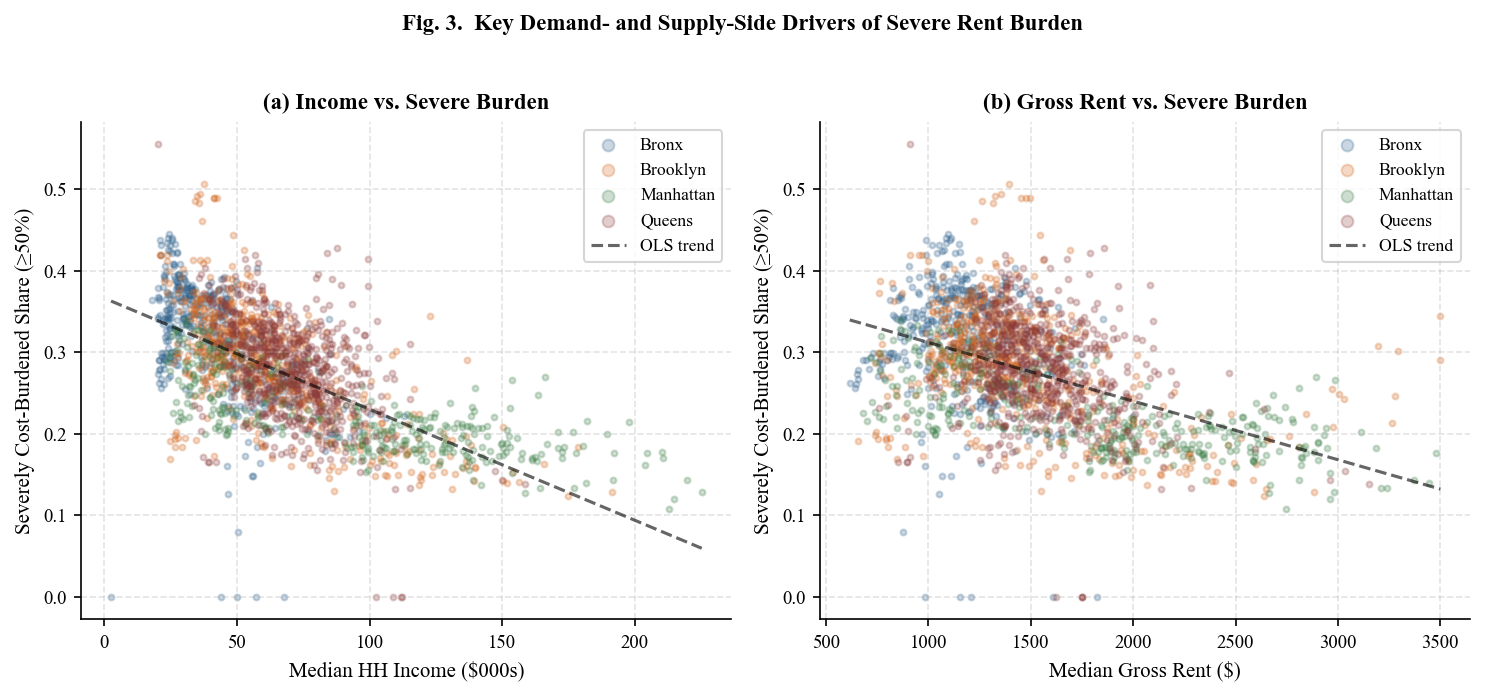 Fig. 3.  Key Demand- and Supply-Side Drivers of Severe Rent Burden
(a) Income vs. Severe Burden
Severely Cost-Burdened Share (≥50%)
0.5
0.4
0.3
0.2
0.1
0.0
0
50
100
150
200
Median HH Income ($000s)
Bronx
Brooklyn
Manhattan
Queens
OLS trend
(b) Gross Rent vs. Severe Burden
Severely Cost-Burdened Share (≥50%)
0.5
0.4
0.3
0.2
0.1
0.0
500
1000
1500
2000
2500
3000
3500
Median Gross Rent ($)
Bronx
Brooklyn
Manhattan
Queens
OLS trend